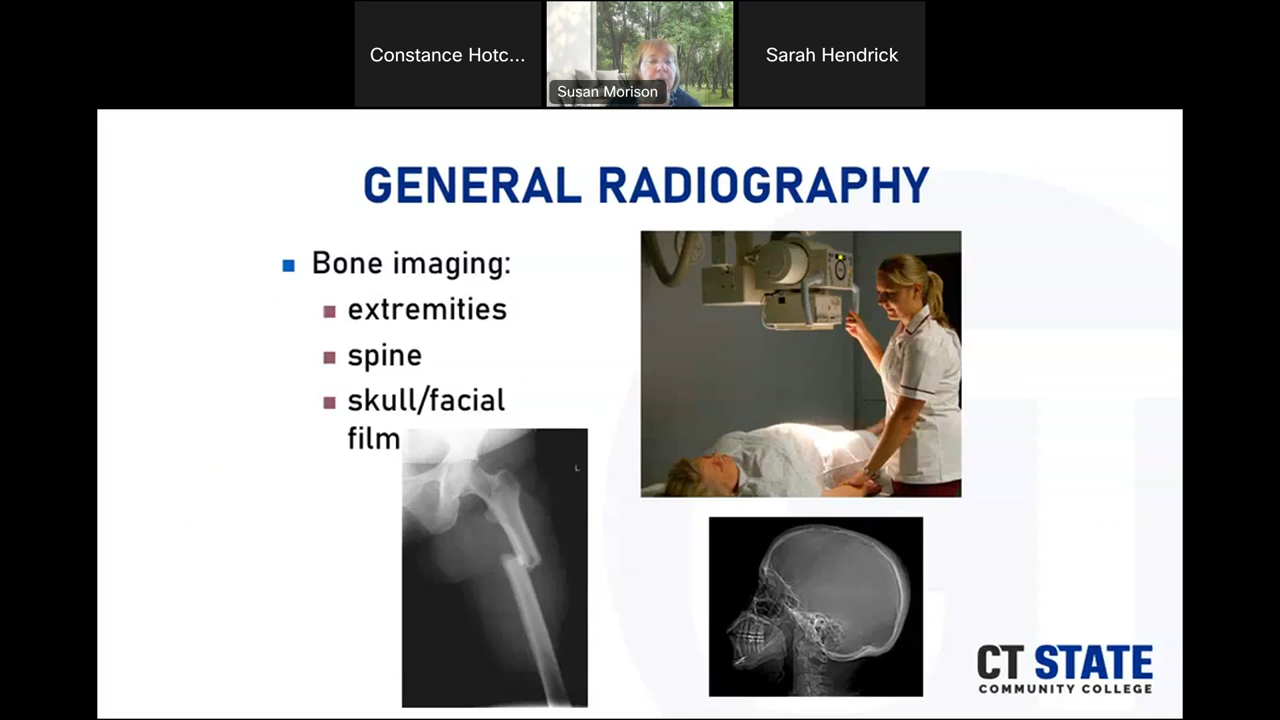 Constance Hotc...
Susan Morison
Sarah Hendrick
GENERAL RADIOGRAPHY
Bone imaging:
extremities
spine
skull/facial
film
L
CT STATE
COMMUNITY COLLEGE